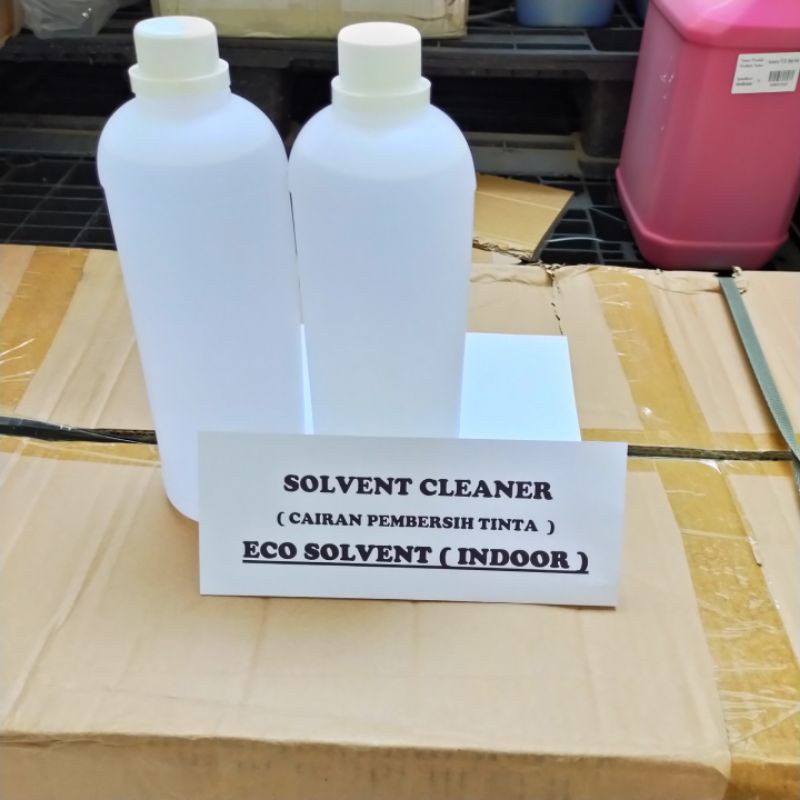 SOLVENT CLEANER
( CAIRAN PEMBERSIH TINTA )
ECO SOLVENT ( INDOOR )